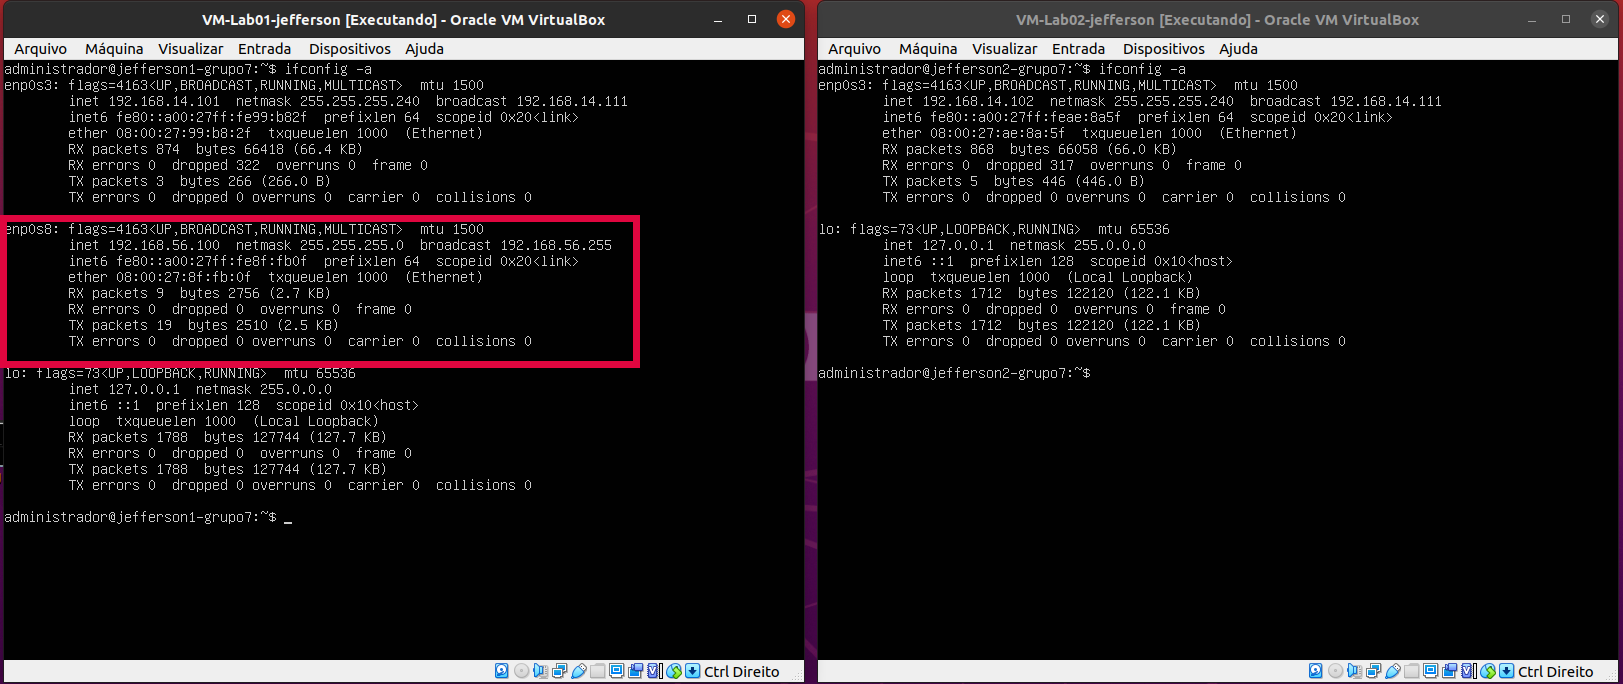 VM-Lab01-jefferson [Executando] - Oracle VM VirtualBox
Arquivo Máquina Visualizar Entrada Dispositivos Ajuda
administrador@jefferson1-grupo7:~$ ifconfig -a
enp0s3: flags=4163<UP,BROADCAST,RUNNING,MULTICAST>  mtu 1500
        inet 192.168.14.101  netmask 255.255.255.240  broadcast 192.168.14.111
        inet6 fe80::a00:27ff:fe99:b82f  prefixlen 64  scopeid 0x20<link>
        ether 08:00:27:99:b8:2f  txqueuelen 1000  (Ethernet)
        RX packets 874  bytes 66418 (66.4 KB)
        RX errors 0  dropped 322  overruns 0  frame 0
        TX packets 3  bytes 266 (266.0 B)
        TX errors 0  dropped 0 overruns 0  carrier 0  collisions 0
enp0s8: flags=4163<UP,BROADCAST,RUNNING,MULTICAST>  mtu 1500
        inet 192.168.56.100  netmask 255.255.255.0  broadcast 192.168.56.255
        inet6 fe80::a00:27ff:fe8f:fb0f  prefixlen 64  scopeid 0x20<link>
        ether 08:00:27:8f:fb:0f  txqueuelen 1000  (Ethernet)
        RX packets 9  bytes 2756 (2.7 KB)
        RX errors 0  dropped 0  overruns 0  frame 0
        TX packets 19  bytes 2510 (2.5 KB)
        TX errors 0  dropped 0 overruns 0  carrier 0  collisions 0
lo: flags=73<UP,LOOPBACK,RUNNING>  mtu 65536
        inet 127.0.0.1  netmask 255.0.0.0
        inet6 ::1  prefixlen 128  scopeid 0x10<host>
        loop  txqueuelen 1000  (Local Loopback)
        RX packets 1788  bytes 127744 (127.7 KB)
        RX errors 0  dropped 0  overruns 0  frame 0
        TX packets 1788  bytes 127744 (127.7 KB)
        TX errors 0  dropped 0 overruns 0  carrier 0  collisions 0
administrador@jefferson1-grupo7:~$ _
Ctrl Direito
VM-Lab02-jefferson [Executando] - Oracle VM VirtualBox
Arquivo Máquina Visualizar Entrada Dispositivos Ajuda
administrador@jefferson2-grupo7:~$ ifconfig -a
enp0s3: flags=4163<UP,BROADCAST,RUNNING,MULTICAST>  mtu 1500
        inet 192.168.14.102  netmask 255.255.255.240  broadcast 192.168.14.111
        inet6 fe80::a00:27ff:feae:8a5f  prefixlen 64  scopeid 0x20<link>
        ether 08:00:27:ae:8a:5f  txqueuelen 1000  (Ethernet)
        RX packets 868  bytes 66058 (66.0 KB)
        RX errors 0  dropped 317  overruns 0  frame 0
        TX packets 5  bytes 446 (446.0 B)
        TX errors 0  dropped 0 overruns 0  carrier 0  collisions 0
lo: flags=73<UP,LOOPBACK,RUNNING>  mtu 65536
        inet 127.0.0.1  netmask 255.0.0.0
        inet6 ::1  prefixlen 128  scopeid 0x10<host>
        loop  txqueuelen 1000  (Local Loopback)
        RX packets 1712  bytes 122120 (122.1 KB)
        RX errors 0  dropped 0  overruns 0  frame 0
        TX packets 1712  bytes 122120 (122.1 KB)
        TX errors 0  dropped 0 overruns 0  carrier 0  collisions 0
administrador@jefferson2-grupo7:~$
Ctrl Direito